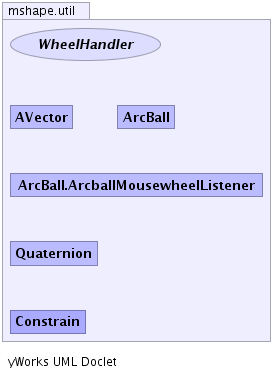 mshape.util
WheelHandler
AVector
ArcBall
ArcBall.ArcballMousewheelListener
Quaternion
Constrain
yWorks UML Doclet